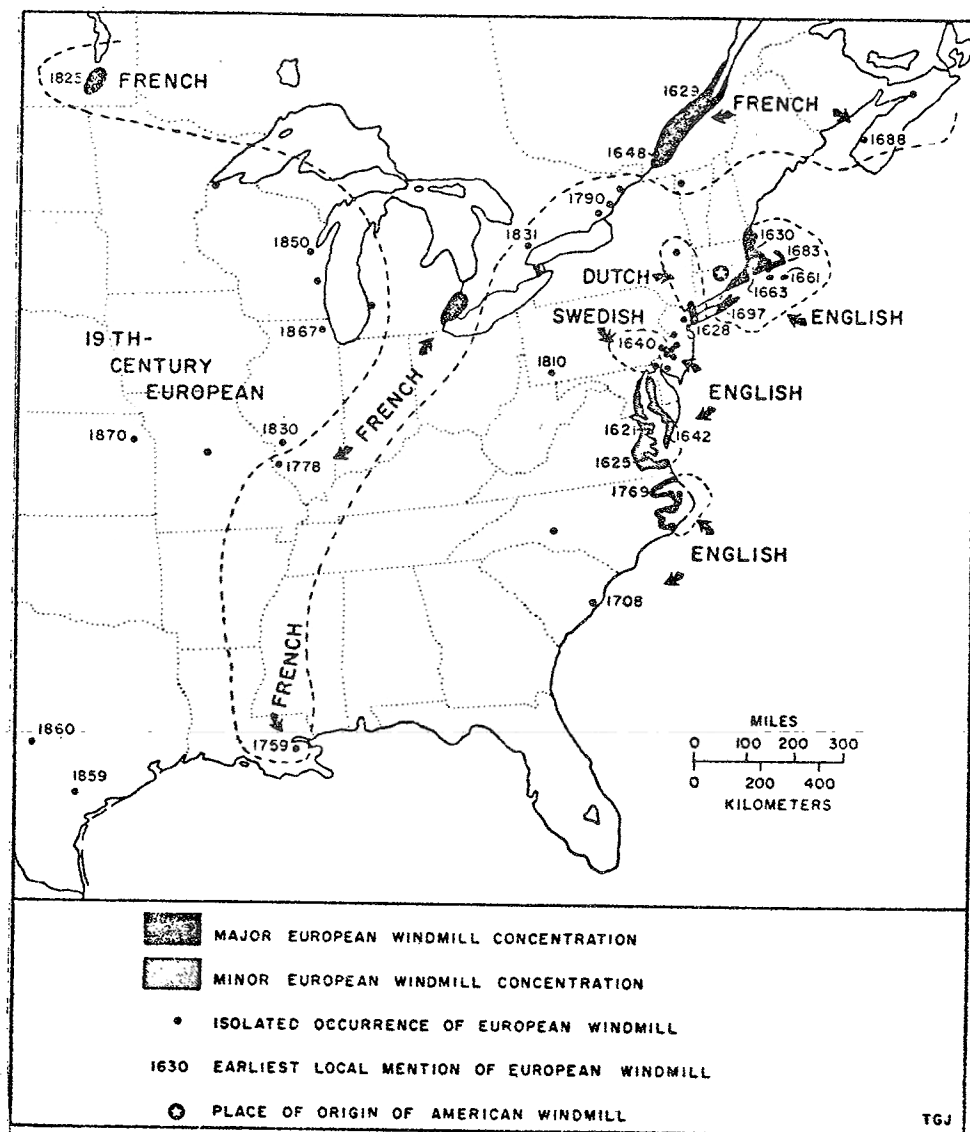 1825
FRENCH
1629
FRENCH
1648
1688
1790
1831
1850
1630
1683
1661
1663
DUTCH
SWEDISH
1697
ENGLISH
1628
1640
1867
19TH-
CENTURY
EUROPEAN
1810
FRENCH
ENGLISH
1870
1830
1778
1621
1642
1625
1769
ENGLISH
1708
FRENCH
1759
1860
1859
MILES
0 100 200 300
0 200 400
KILOMETERS
MAJOR EUROPEAN WINDMILL CONCENTRATION
MINOR EUROPEAN WINDMILL CONCENTRATION
ISOLATED OCCURRENCE OF EUROPEAN WINDMILL
1630 EARLIEST LOCAL MENTION OF EUROPEAN WINDMILL
PLACE OF ORIGIN OF AMERICAN WINDMILL
TGJ